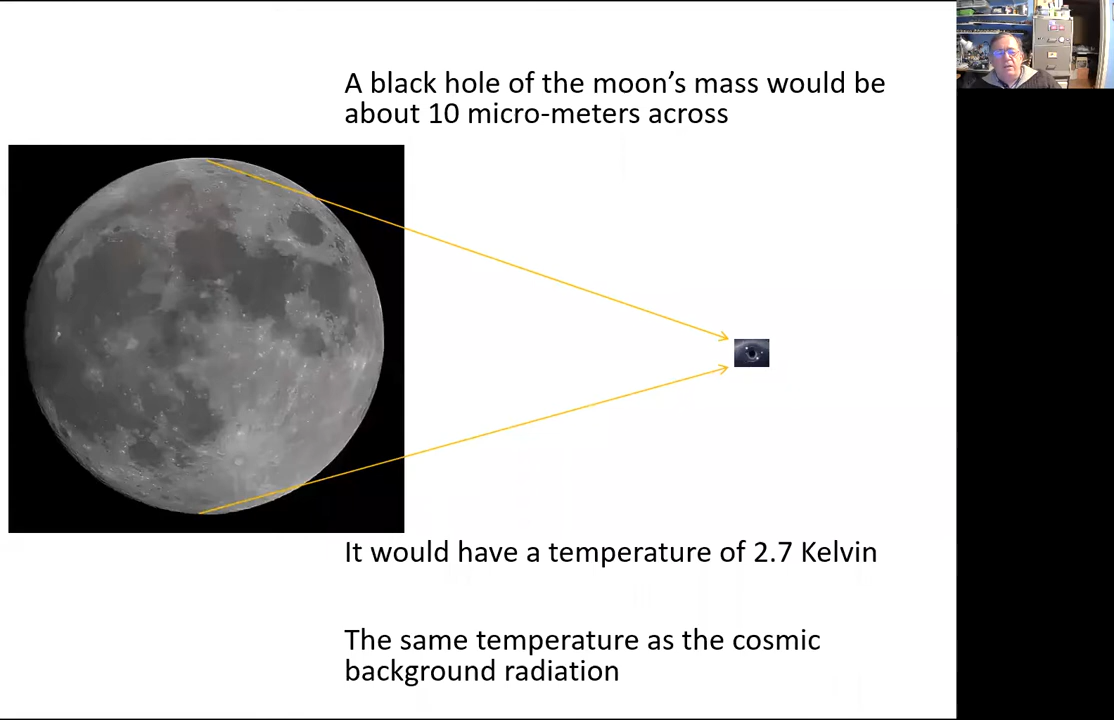 A black hole of the moon's mass would be
about 10 micro-meters across
It would have a temperature of 2.7 Kelvin
The same temperature as the cosmic
background radiation